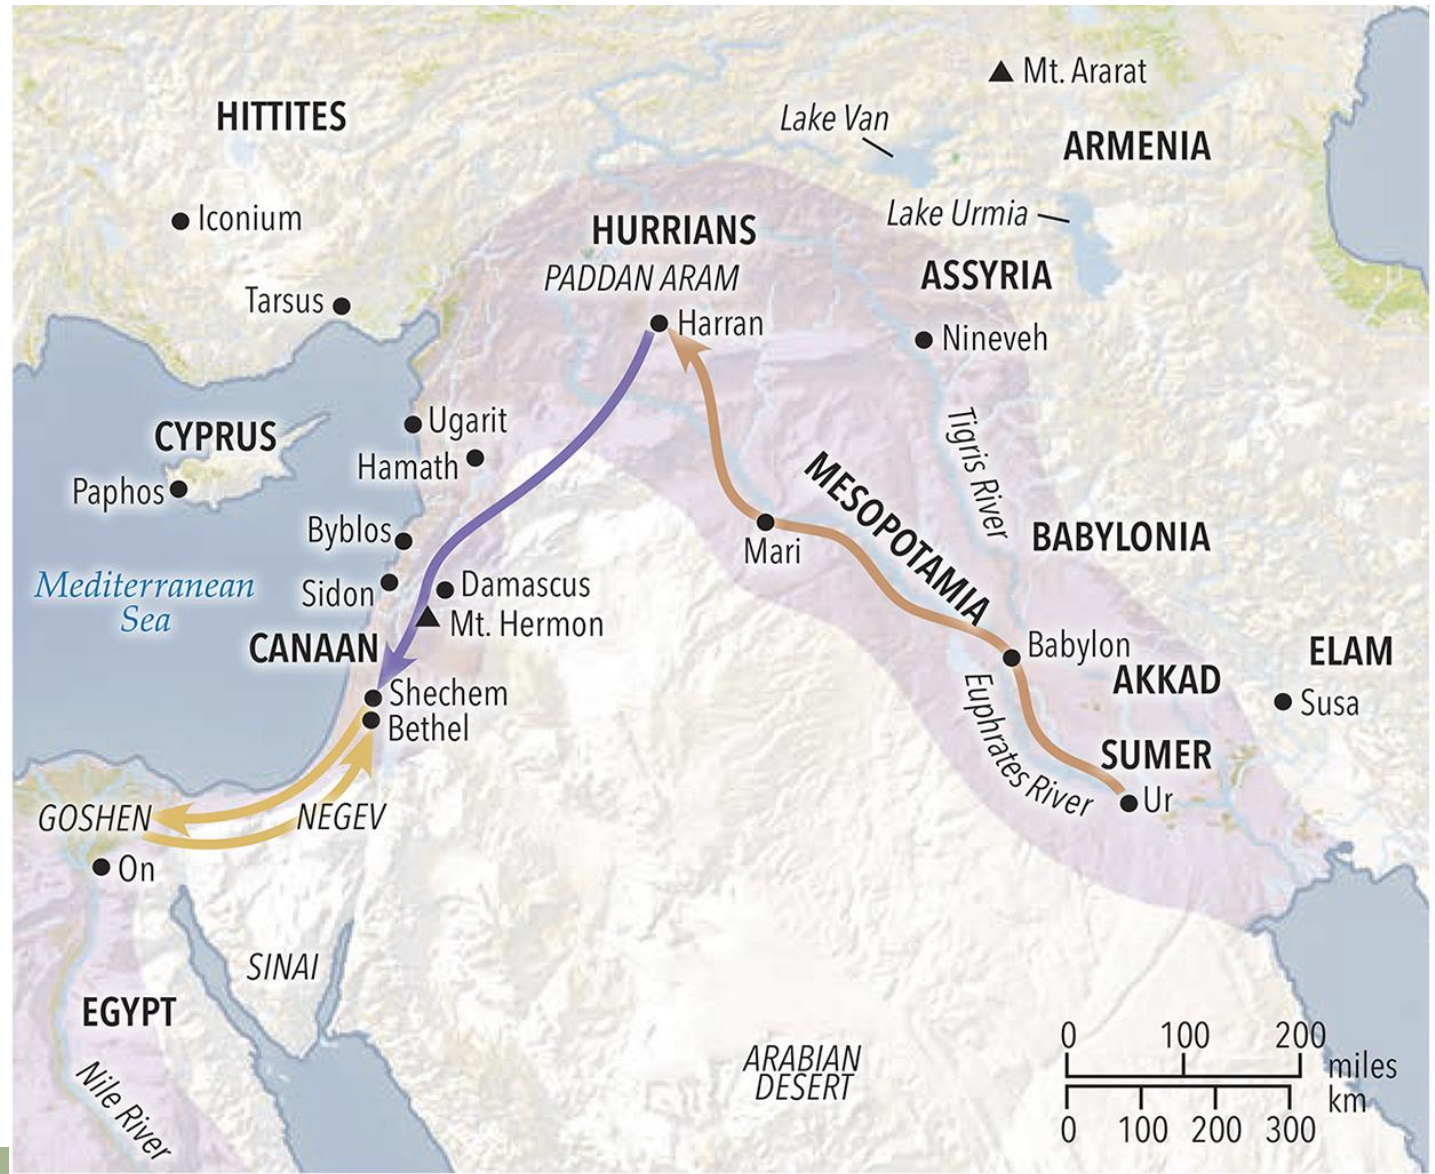 Mt. Ararat
Lake Van
HITTITES
ARMENIA
Iconium
Lake Urmia
HURRIANS
PADDAN ARAM
ASSYRIA
Tarsus
Harran
Nineveh
Ugarit
CYPRUS
Hamath
Paphos
Tigris River
MESOPOTAMIA
Byblos
BABYLONIA
Mari
Mediterranean
Sea
Sidon
Damascus
Mt. Hermon
CANAAN
Babylon
ELAM
AKKAD
Shechem
Susa
Bethel
Euphrates River
SUMER
Ur
GOSHEN
NEGEV
On
SINAI
EGYPT
Nile River
ARABIAN
DESERT
0 100 200
miles
km
0 100 200 300